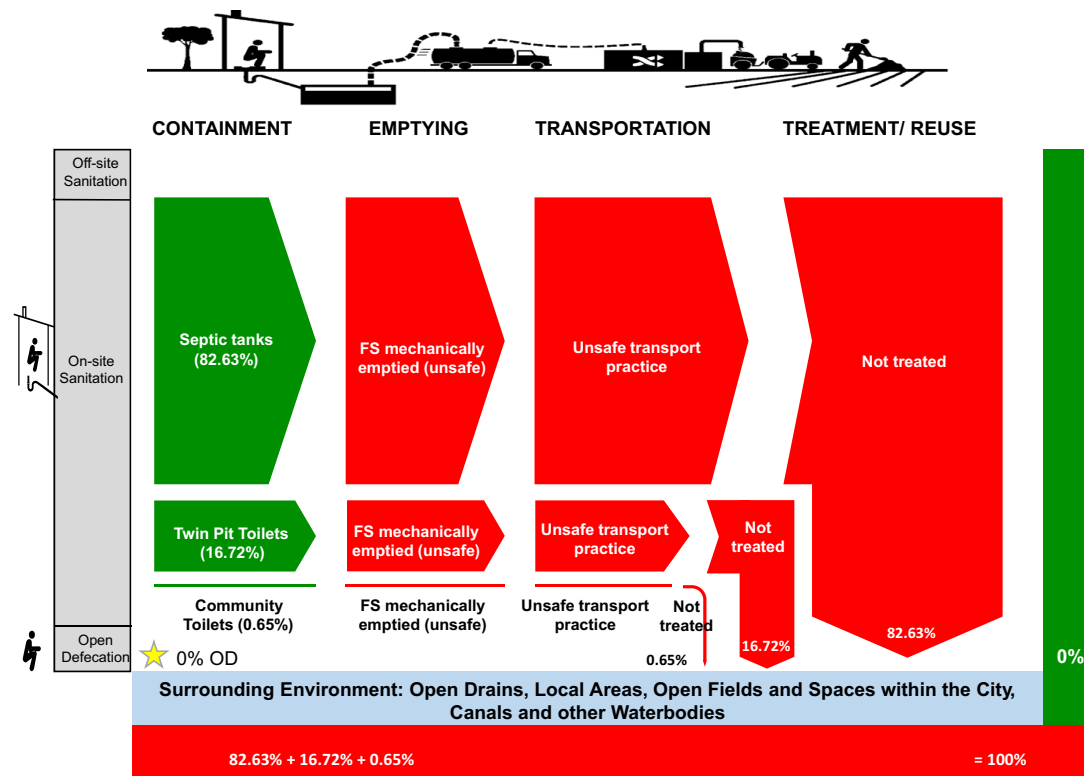 CONTAINMENT
EMPTYING
TRANSPORTATION
TREATMENT/ REUSE
Off-site
Sanitation
On-site
Sanitation
Open
Defecation
Septic tanks
(82.63%)
FS mechanically
emptied (unsafe)
Unsafe transport
practice
Not treated
Twin Pit Toilets
(16.72%)
FS mechanically
emptied (unsafe)
Unsafe transport
practice
Not
treated
Community
Toilets (0.65%)
FS mechanically
emptied (unsafe)
Unsafe transport
practice
Not
treated
0.65%
16.72%
82.63%
0% OD
0%
Surrounding Environment: Open Drains, Local Areas, Open Fields and Spaces within the City,
Canals and other Waterbodies
82.63% + 16.72% + 0.65%
= 100%